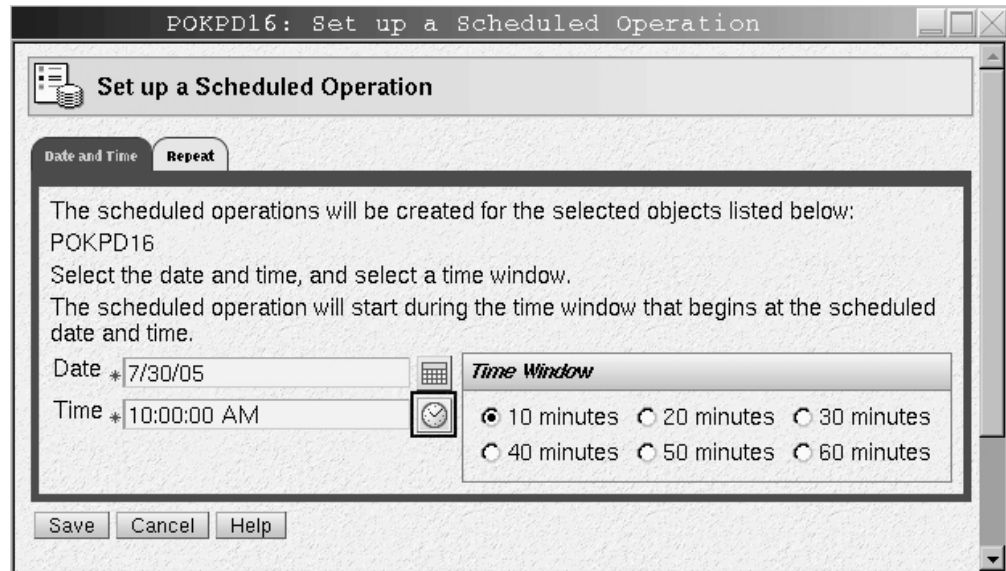 POKPD16: Set up a Scheduled Operation
Set up a Scheduled Operation
Date and Time Repeat
The scheduled operations will be created for the selected objects listed below:
POKPD16
Select the date and time, and select a time window.
The scheduled operation will start during the time window that begins at the scheduled
date and time.
Date * 7/30/05
Time * 10:00:00 AM
Time Window
10 minutes 20 minutes 30 minutes
40 minutes 50 minutes 60 minutes
Save Cancel Help